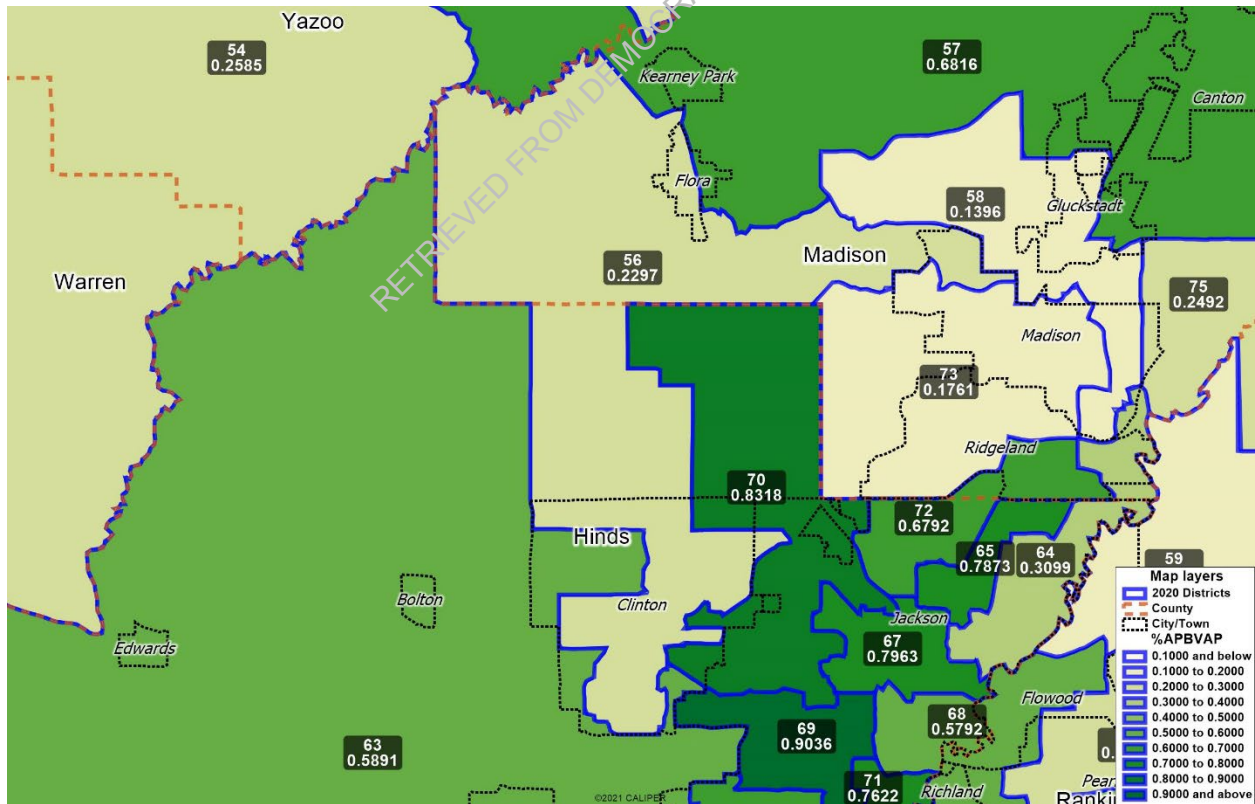 Yazoo
54
0.2585
Kearney Park
57
0.6816
Canton
RETRIEVED FROM DEMOCRA
Flora
58
0.1396
Gluckstadt
Warren
56
0.2297
Madison
75
0.2492
Madison
73
0.1761
Ridgeland
70
0.8318
Hinds
72
0.6792
65
0.7873
64
0.3099
59
Bolton
Clinton
Jackson
Edwards
67
0.7963
Flowood
63
0.5891
69
0.9036
68
0.5792
71
0.7622
Richland
0.
Pear
Ranki
©2021 CALIPER
Map layers
2020 Districts
County
City/Town
%APBVAP
0.1000 and below
0.1000 to 0.2000
0.2000 to 0.3000
0.3000 to 0.4000
0.4000 to 0.5000
0.5000 to 0.6000
0.6000 to 0.7000
0.7000 to 0.8000
0.8000 to 0.9000
0.9000 and above